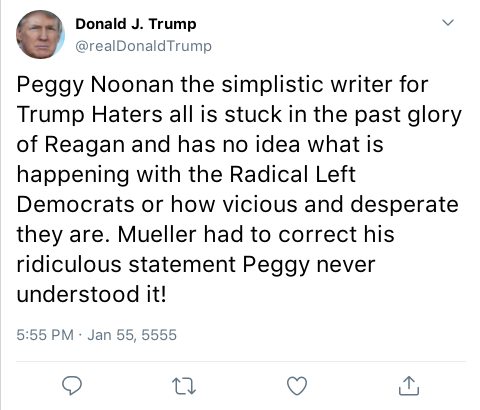 Donald J. Trump
@realDonaldTrump
Peggy Noonan the simplistic writer for
Trump Haters all is stuck in the past glory
of Reagan and has no idea what is
happening with the Radical Left
Democrats or how vicious and desperate
they are. Mueller had to correct his
ridiculous statement Peggy never
understood it!
5:55 PM · Jan 55, 5555